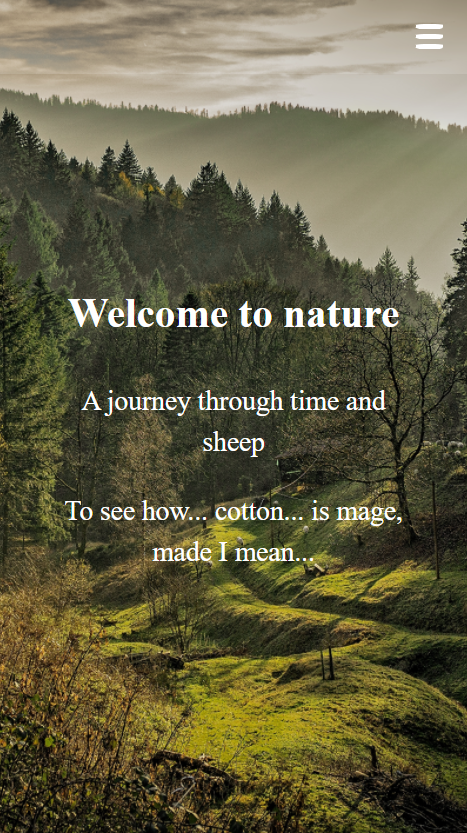 Welcome to nature
A journey through time and
sheep
To see how... cotton... is mage,
made I mean...